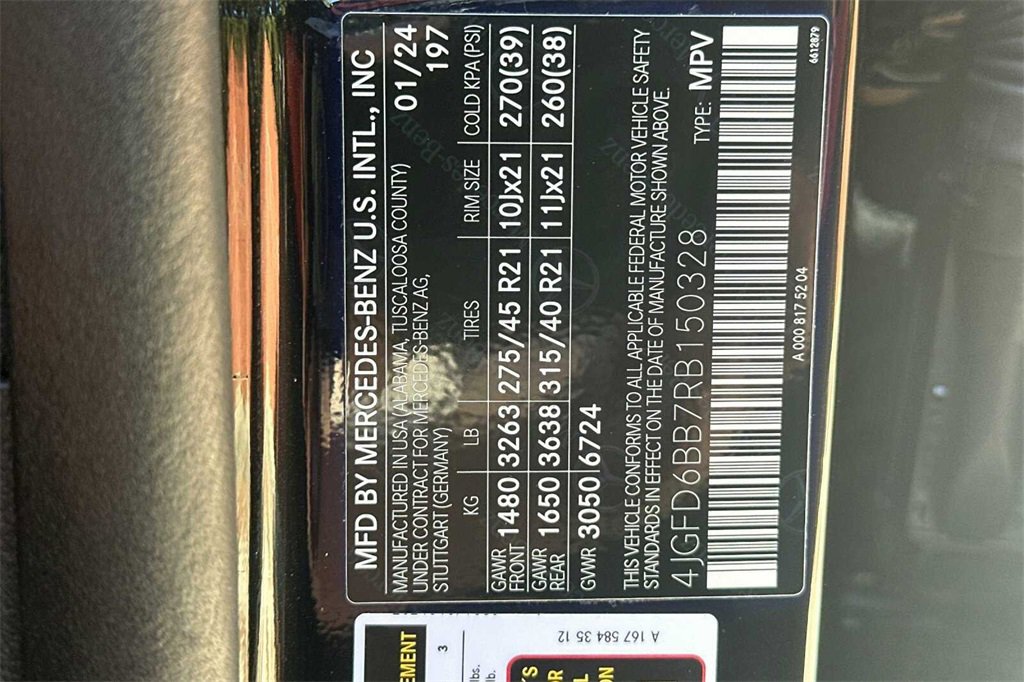 MFD BY MERCEDES-BENZ U.S. INTL., INC
MANUFACTURED IN USA (ALABAMA, TUSCALOOSA COUNTY) 01/24
UNDER CONTRACT FOR MERCEDES-BENZ AG, 197
STUTTGART (GERMANY)
KG LB TIRES RIM SIZE COLD KPA(PSI)
GAWR FRONT 1480 3263 275/45 R21 10Jx21 270(39)
GAWR REAR 1650 3638 315/40 R21 11Jx21 260(38)
GVWR 3050 6724
THIS VEHICLE CONFORMS TO ALL APPLICABLE FEDERAL MOTOR VEHICLE SAFETY
STANDARDS IN EFFECT ON THE DATE OF MANUFACTURE SHOWN ABOVE.
4JGFD6BB7RB150328 TYPE: MPV
A 000 817 52 04
6612879
EMENT
3
lbs.
lb.
A 167 584 35 12